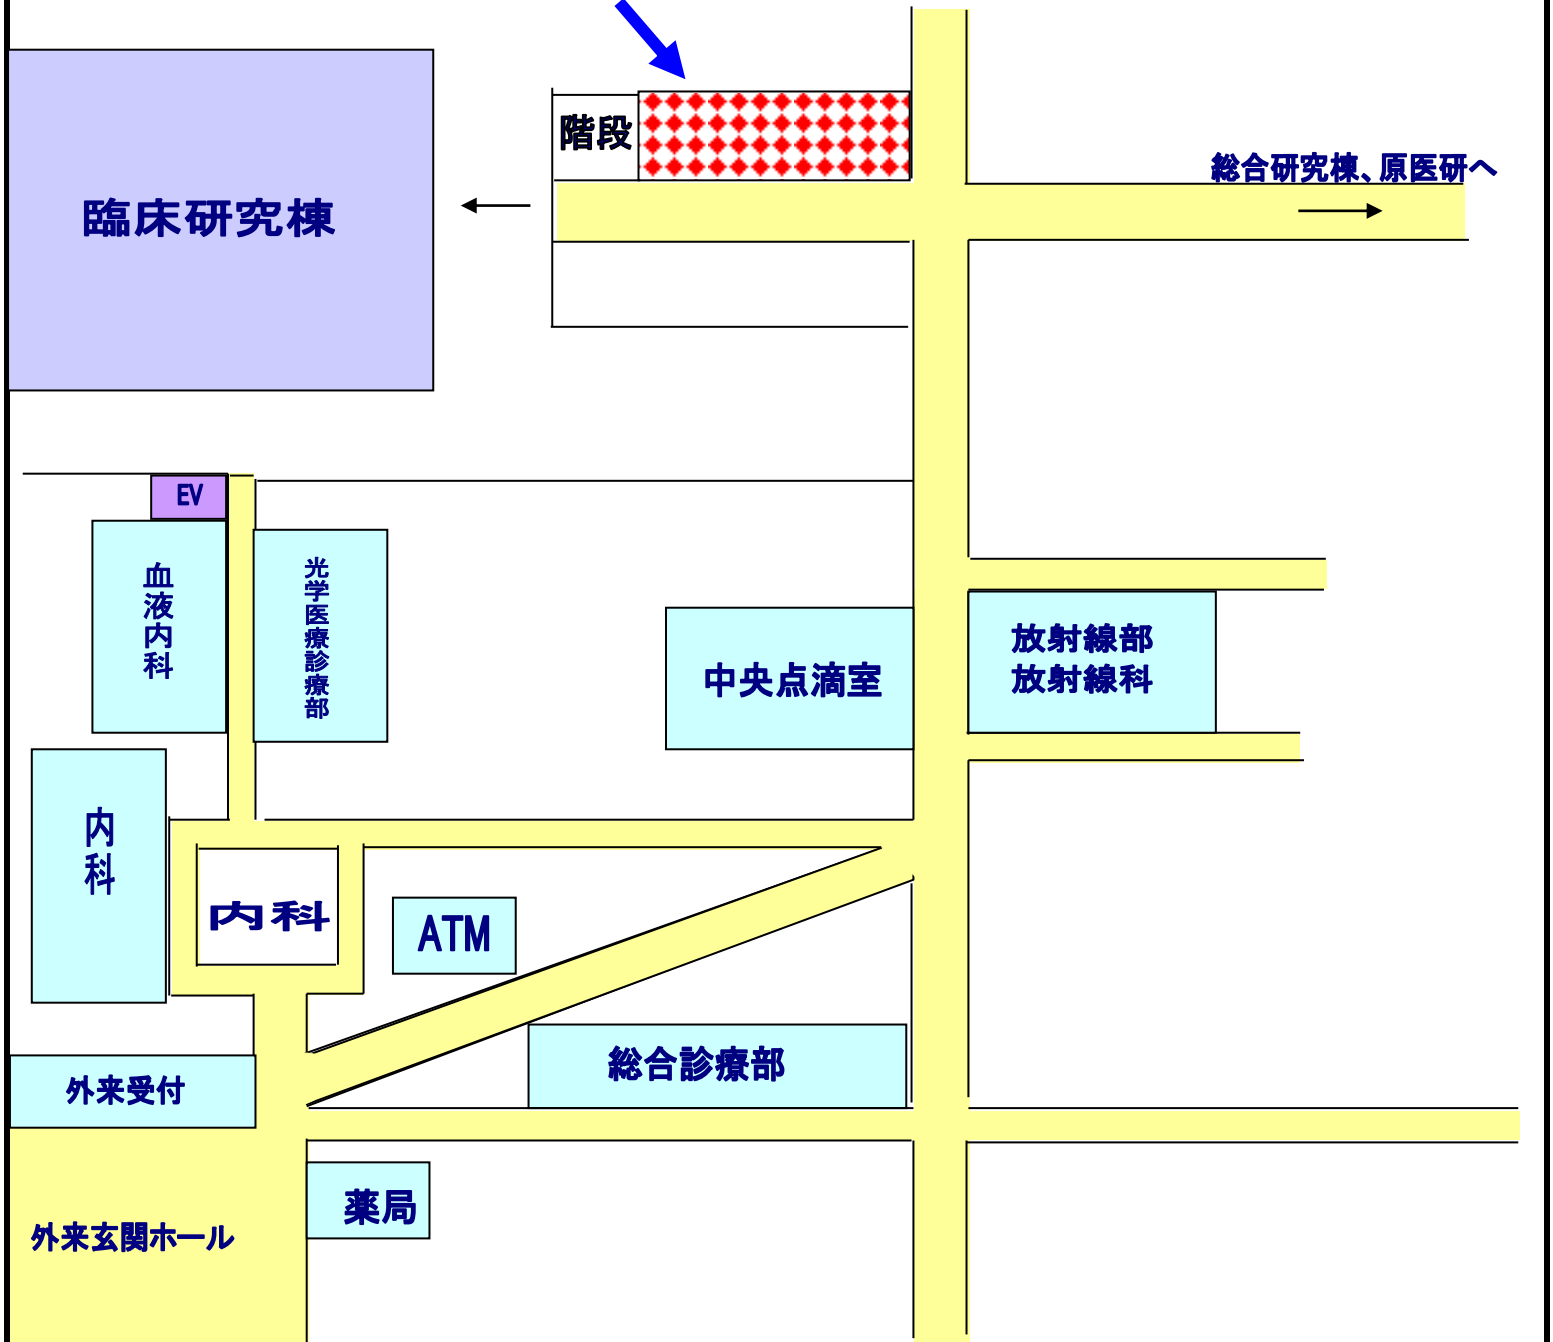 階段
総合研究棟、原医研へ
臨床研究棟
EV
血液内科
光学医療診療部
中央点滴室
放射線部
放射線科
内科
内科
ATM
総合診療部
外来受付
薬局
外来玄関ホール